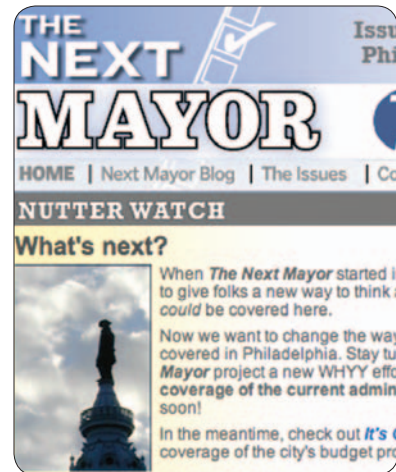 THE
NEXT
MAYOR
Issu
Phi
HOME | Next Mayor Blog | The Issues | Co
NUTTER WATCH
What's next?
When The Next Mayor started i
to give folks a new way to think a
could be covered here.
Now we want to change the way
covered in Philadelphia. Stay tu
Mayor project a new WHYY effo
coverage of the current admin
soon!
In the meantime, check out It's
coverage of the city's budget pro